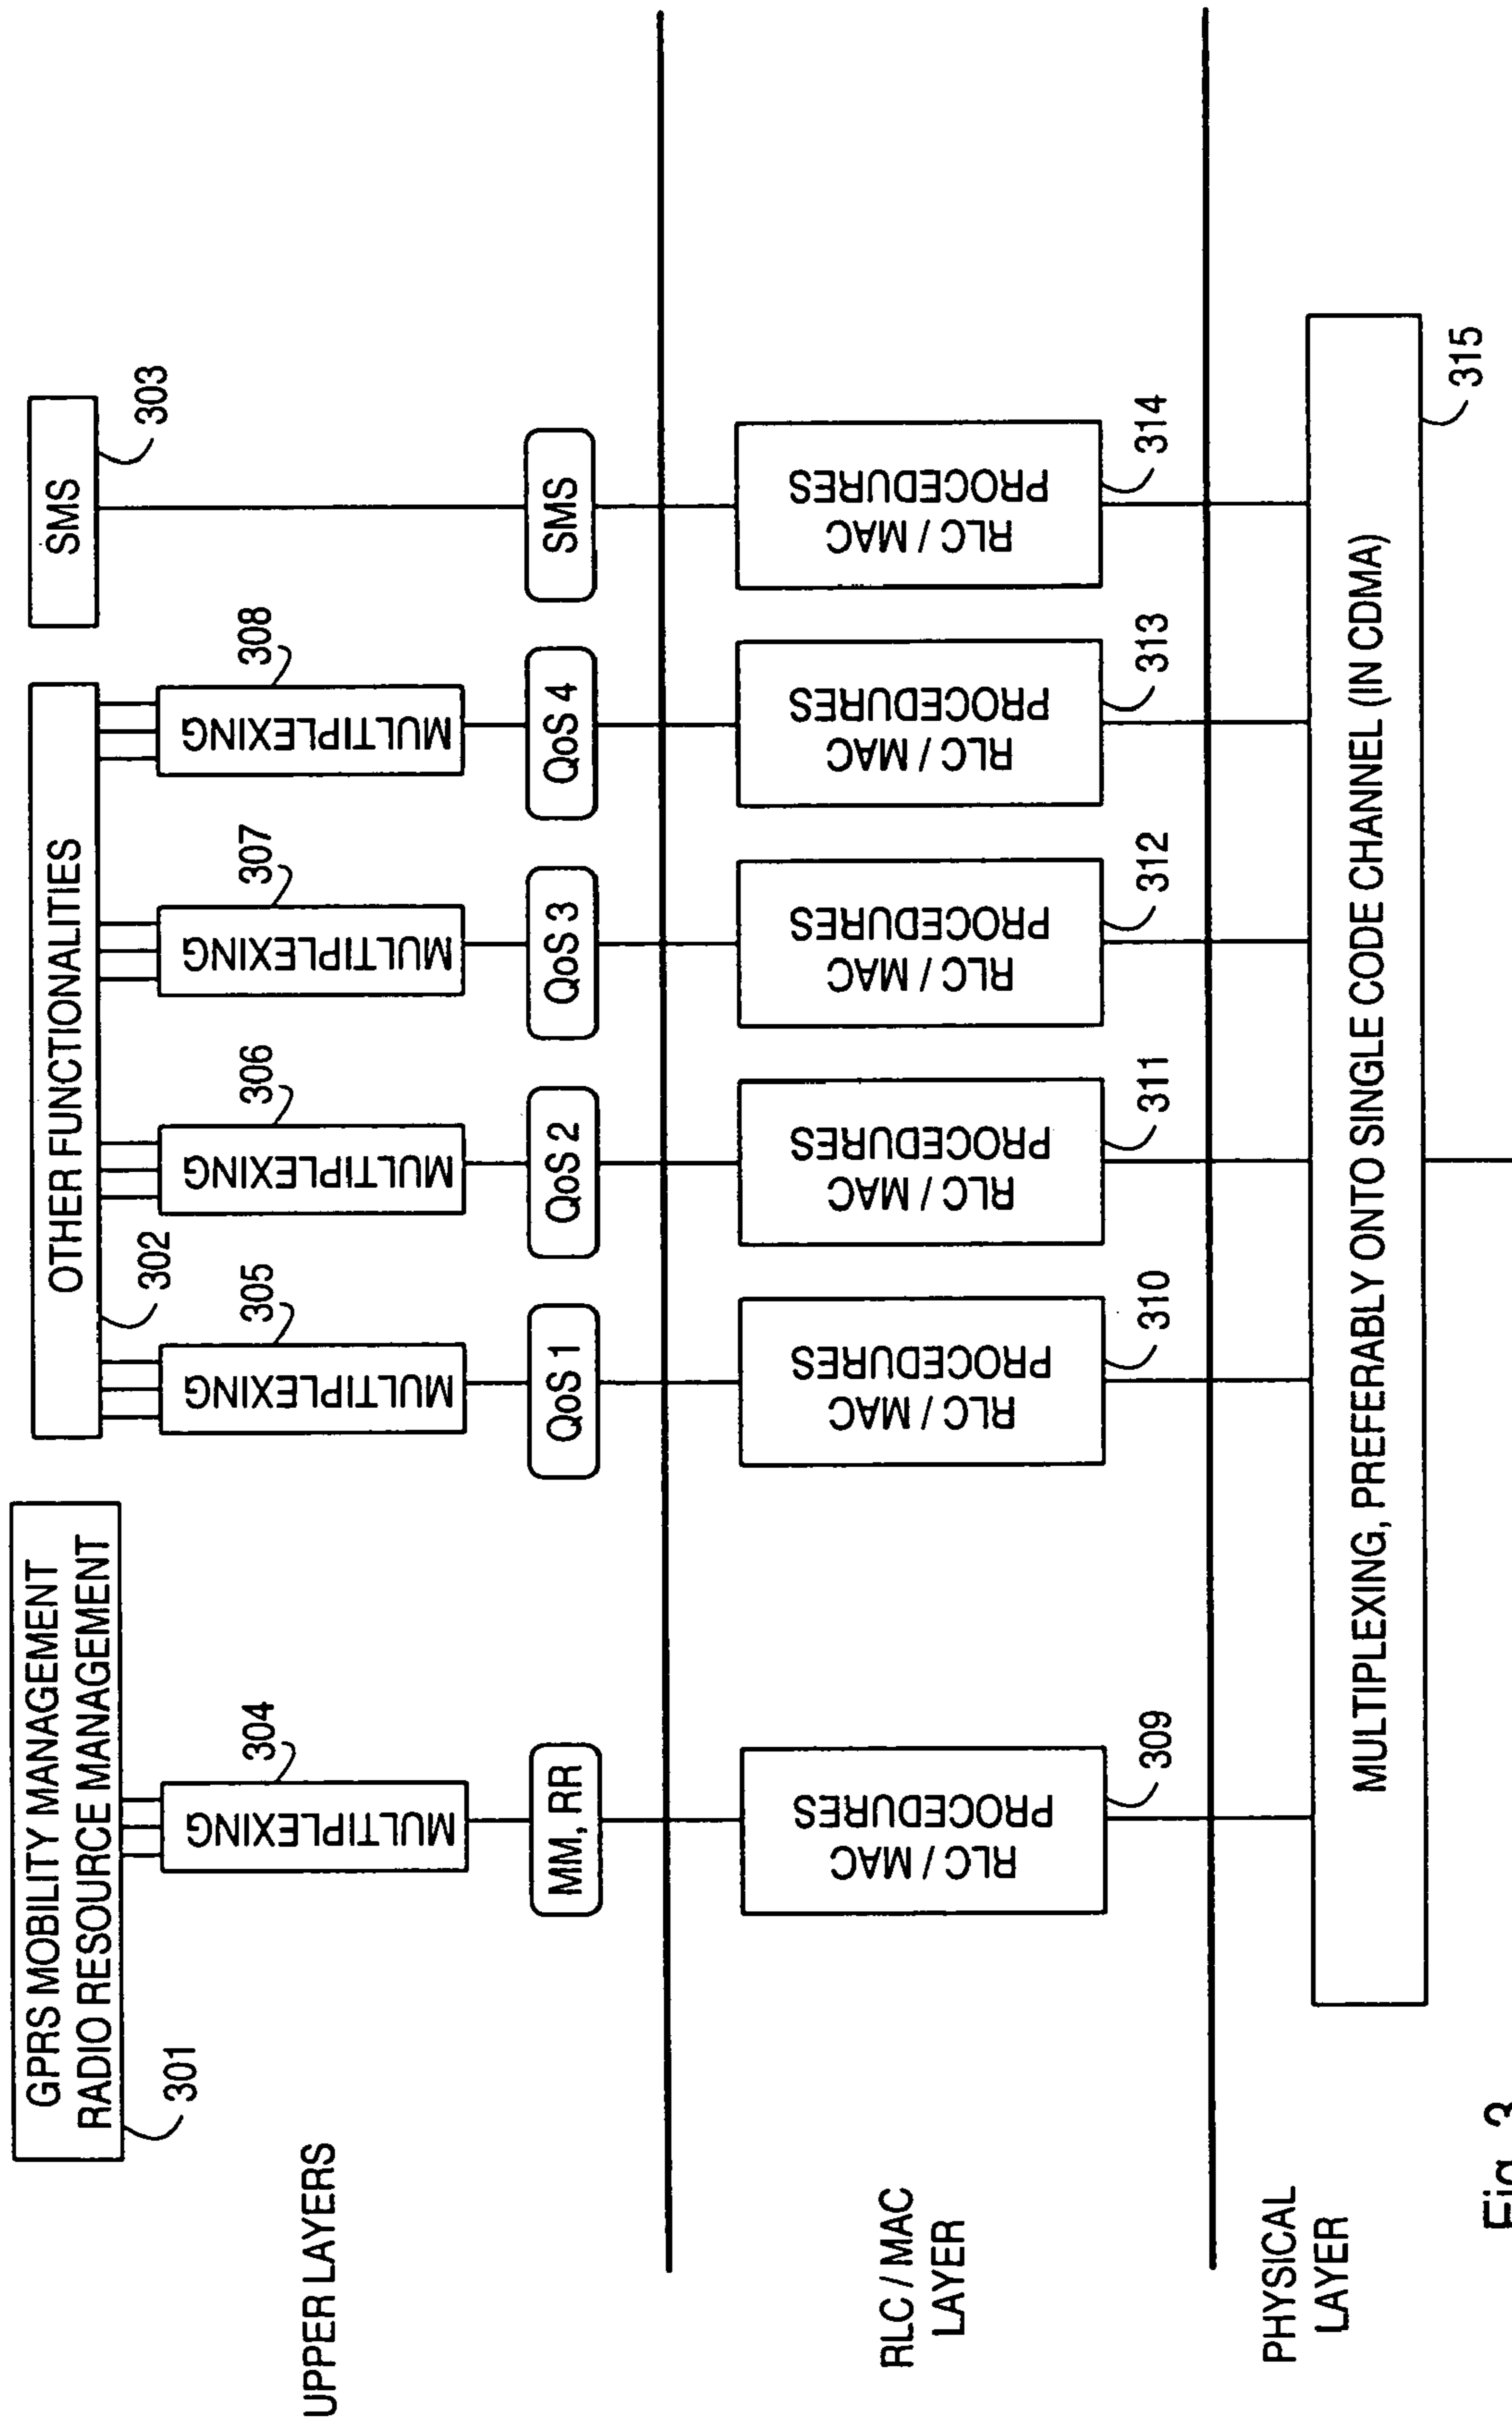 GPRS MOBILITY MANAGEMENT
RADIO RESOURCE MANAGEMENT
301
OTHER FUNCTIONALITIES
302
SMS
303
UPPER LAYERS
MULTIPLEXING
304
MULTIPLEXING
305
MULTIPLEXING
306
MULTIPLEXING
307
MULTIPLEXING
308
MM, RR
QoS 1
QoS 2
QoS 3
QoS 4
SMS
RLC / MAC
LAYER
RLC / MAC
PROCEDURES
309
RLC / MAC
PROCEDURES
310
RLC / MAC
PROCEDURES
311
RLC / MAC
PROCEDURES
312
RLC / MAC
PROCEDURES
313
RLC / MAC
PROCEDURES
314
PHYSICAL
LAYER
MULTIPLEXING, PREFERABLY ONTO SINGLE CODE CHANNEL (IN CDMA)
315
Fig. 3